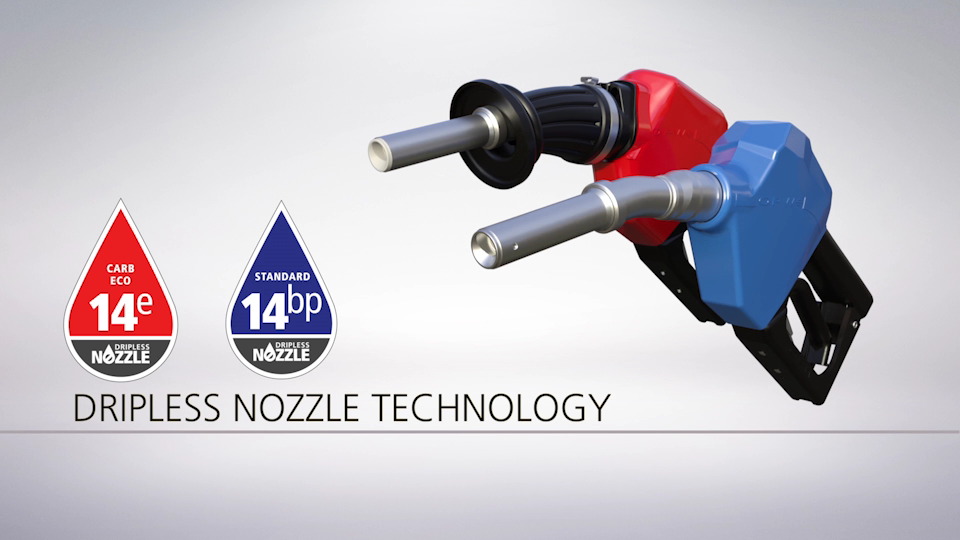 CARB
ECO
14e
DRIPLESS
NOZZLE
STANDARD
14bp
DRIPLESS
NOZZLE
DRIPLESS NOZZLE TECHNOLOGY